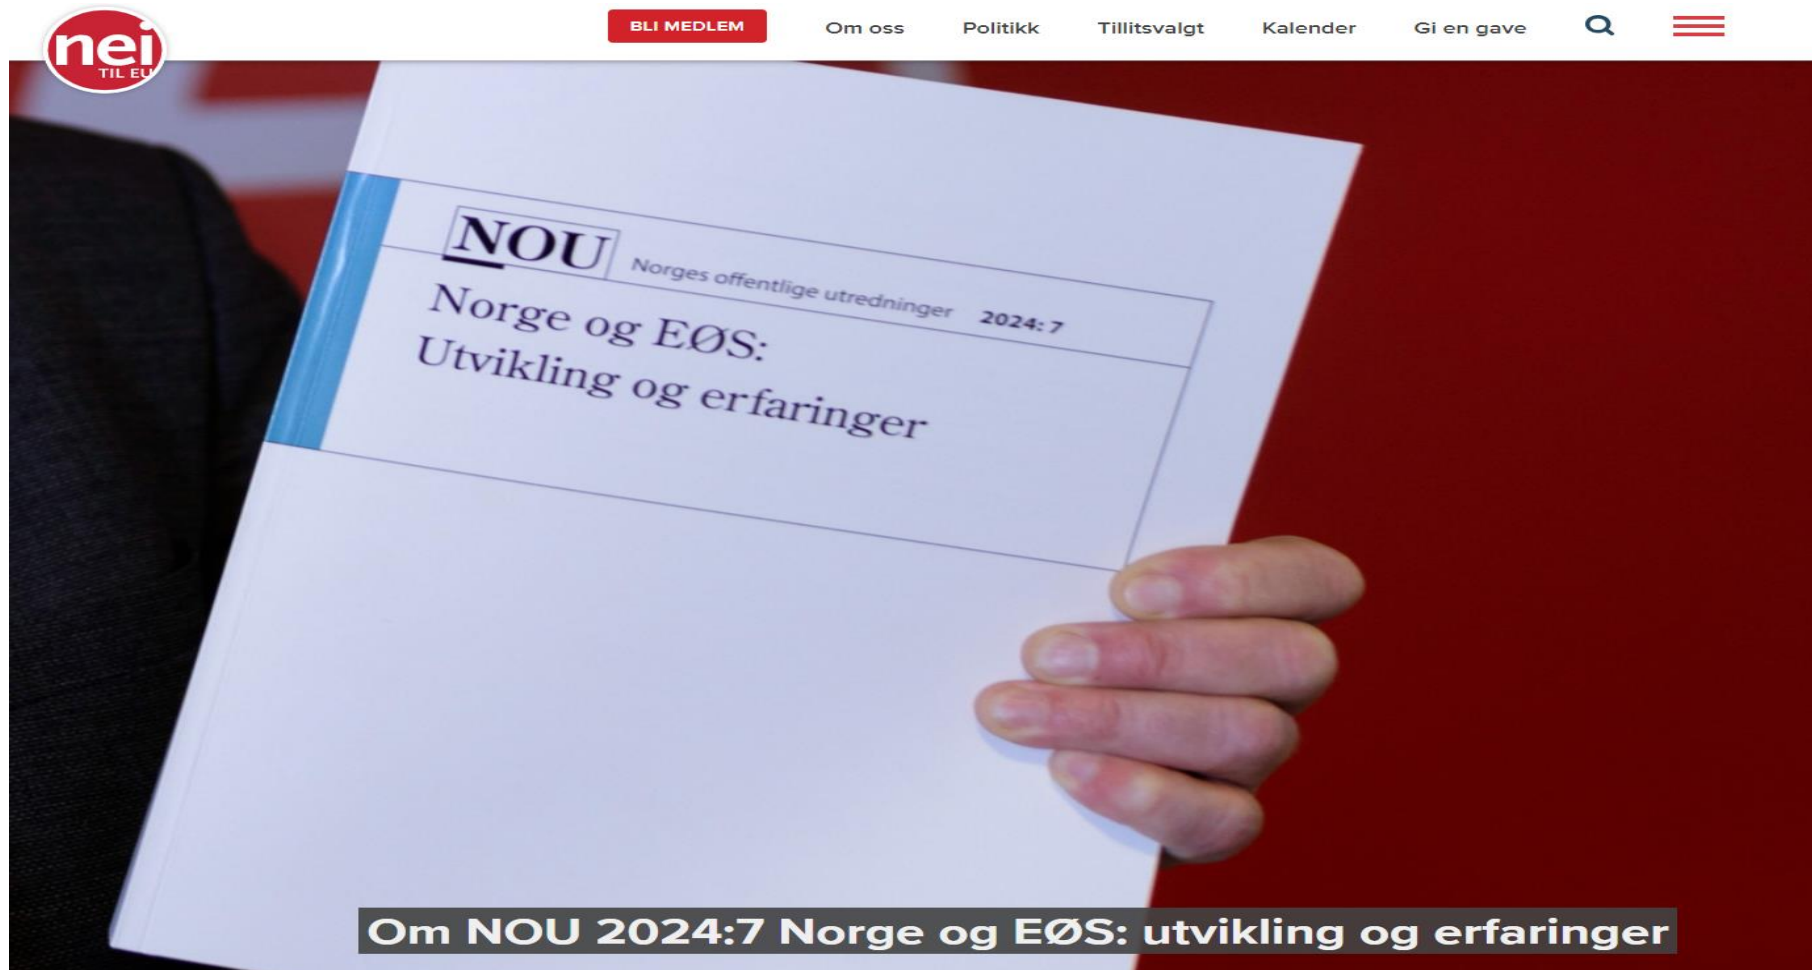 nei
TIL EU
BLI MEDLEM Om oss Politikk Tillitsvalgt Kalender Gi en gave
NOU Norges offentlige utredninger 2024: 7
Norge og EØS:
Utvikling og erfaringer
Om NOU 2024:7 Norge og EØS: utvikling og erfaringer